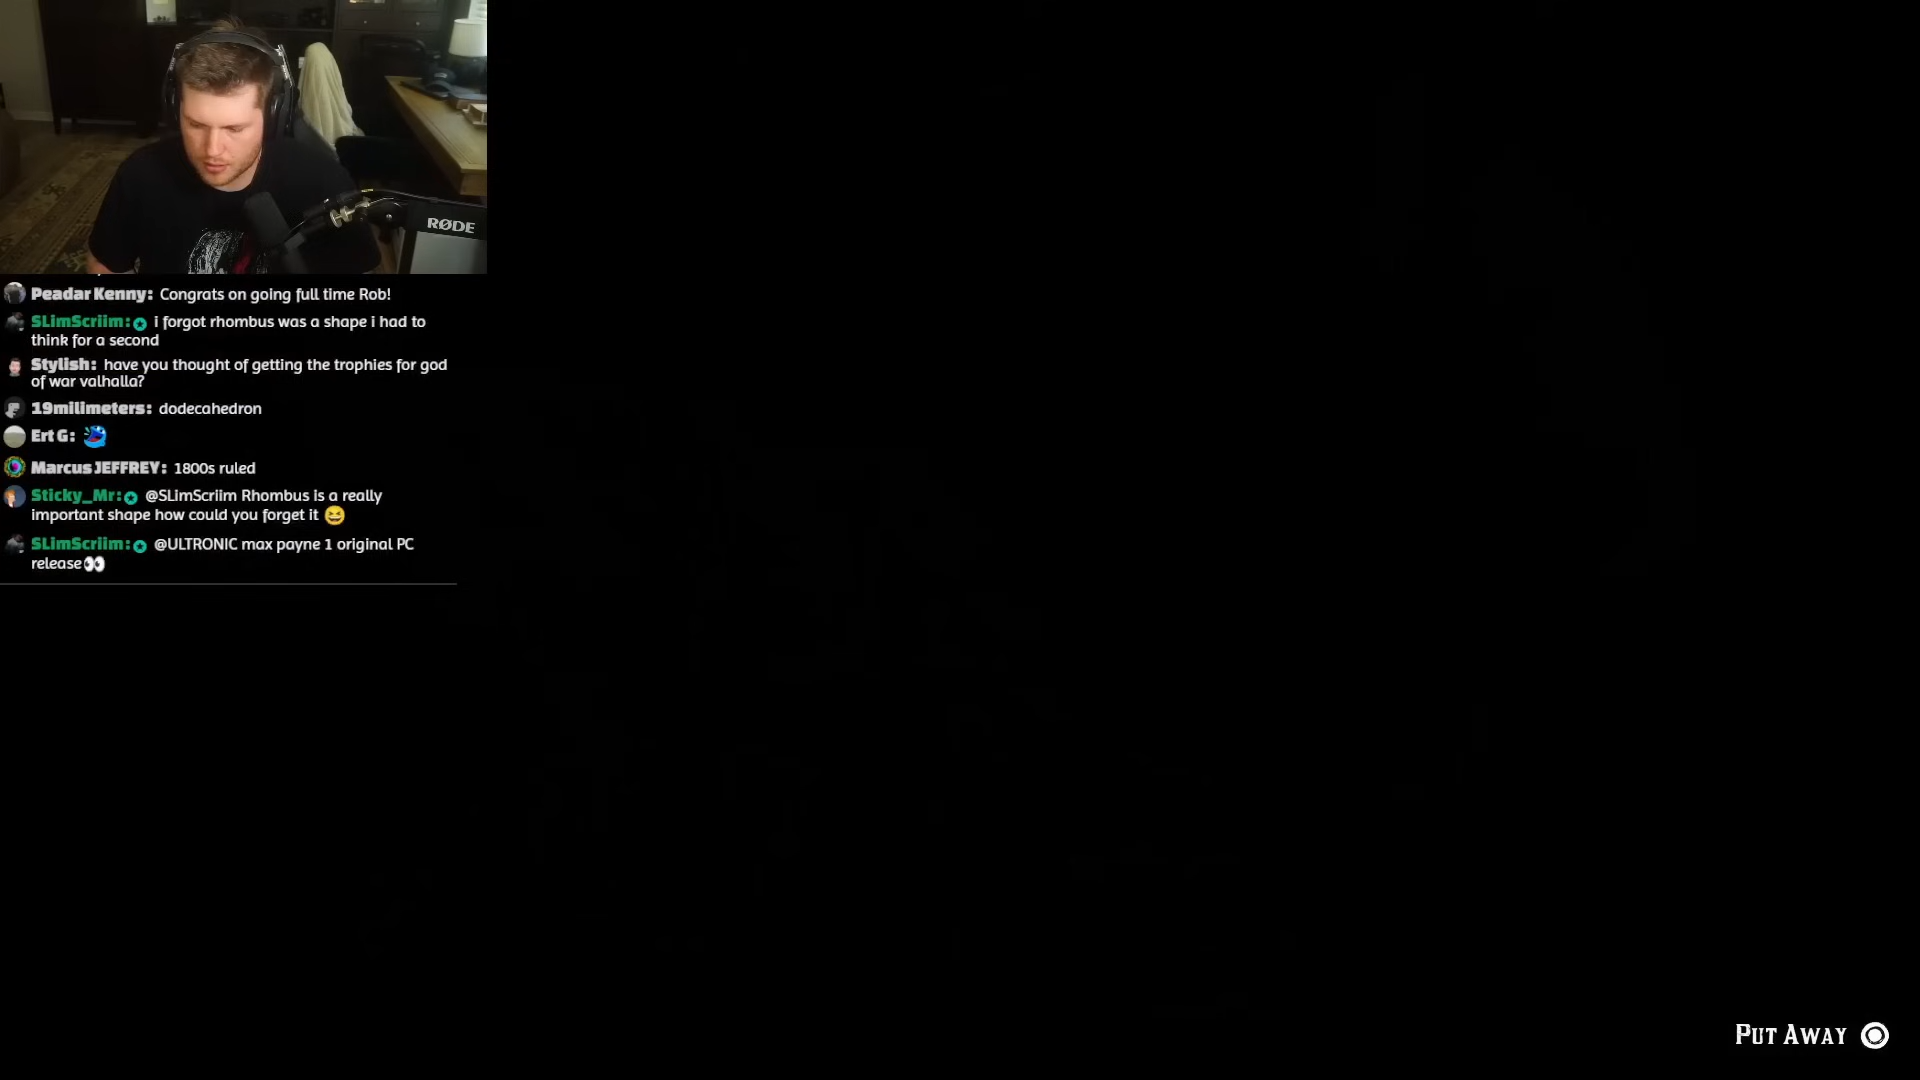 RØDE
Peadar Kenny: Congrats on going full time Rob!
SLimScriim: i forgot rhombus was a shape i had to
think for a second
Stylish: have you thought of getting the trophies for god
of war valhalla?
19milimeters: dodecahedron
Ert G:
Marcus JEFFREY: 1800s ruled
Sticky_Mr: @SLimScriim Rhombus is a really
important shape how could you forget it 😆
SLimScriim: @ULTRONIC max payne 1 original PC
release👀
PUT AWAY